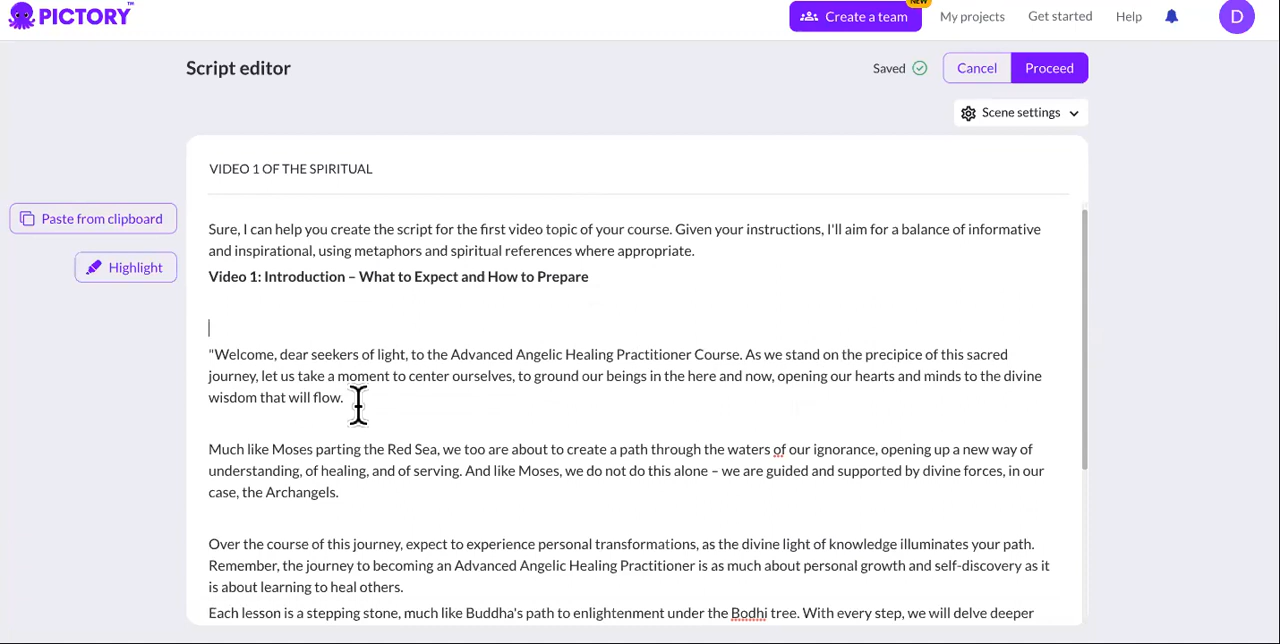 PICTORY™
NEW
Create a team
My projects
Get started
Help
D
Script editor
Saved
Cancel
Proceed
Scene settings
VIDEO 1 OF THE SPIRITUAL
Paste from clipboard
Highlight
Sure, I can help you create the script for the first video topic of your course. Given your instructions, I'll aim for a balance of informative
and inspirational, using metaphors and spiritual references where appropriate.
Video 1: Introduction – What to Expect and How to Prepare
"Welcome, dear seekers of light, to the Advanced Angelic Healing Practitioner Course. As we stand on the precipice of this sacred
journey, let us take a moment to center ourselves, to ground our beings in the here and now, opening our hearts and minds to the divine
wisdom that will flow.
Much like Moses parting the Red Sea, we too are about to create a path through the waters of our ignorance, opening up a new way of
understanding, of healing, and of serving. And like Moses, we do not do this alone – we are guided and supported by divine forces, in our
case, the Archangels.
Over the course of this journey, expect to experience personal transformations, as the divine light of knowledge illuminates your path.
Remember, the journey to becoming an Advanced Angelic Healing Practitioner is as much about personal growth and self-discovery as it
is about learning to heal others.
Each lesson is a stepping stone, much like Buddha's path to enlightenment under the Bodhi tree. With every step, we will delve deeper